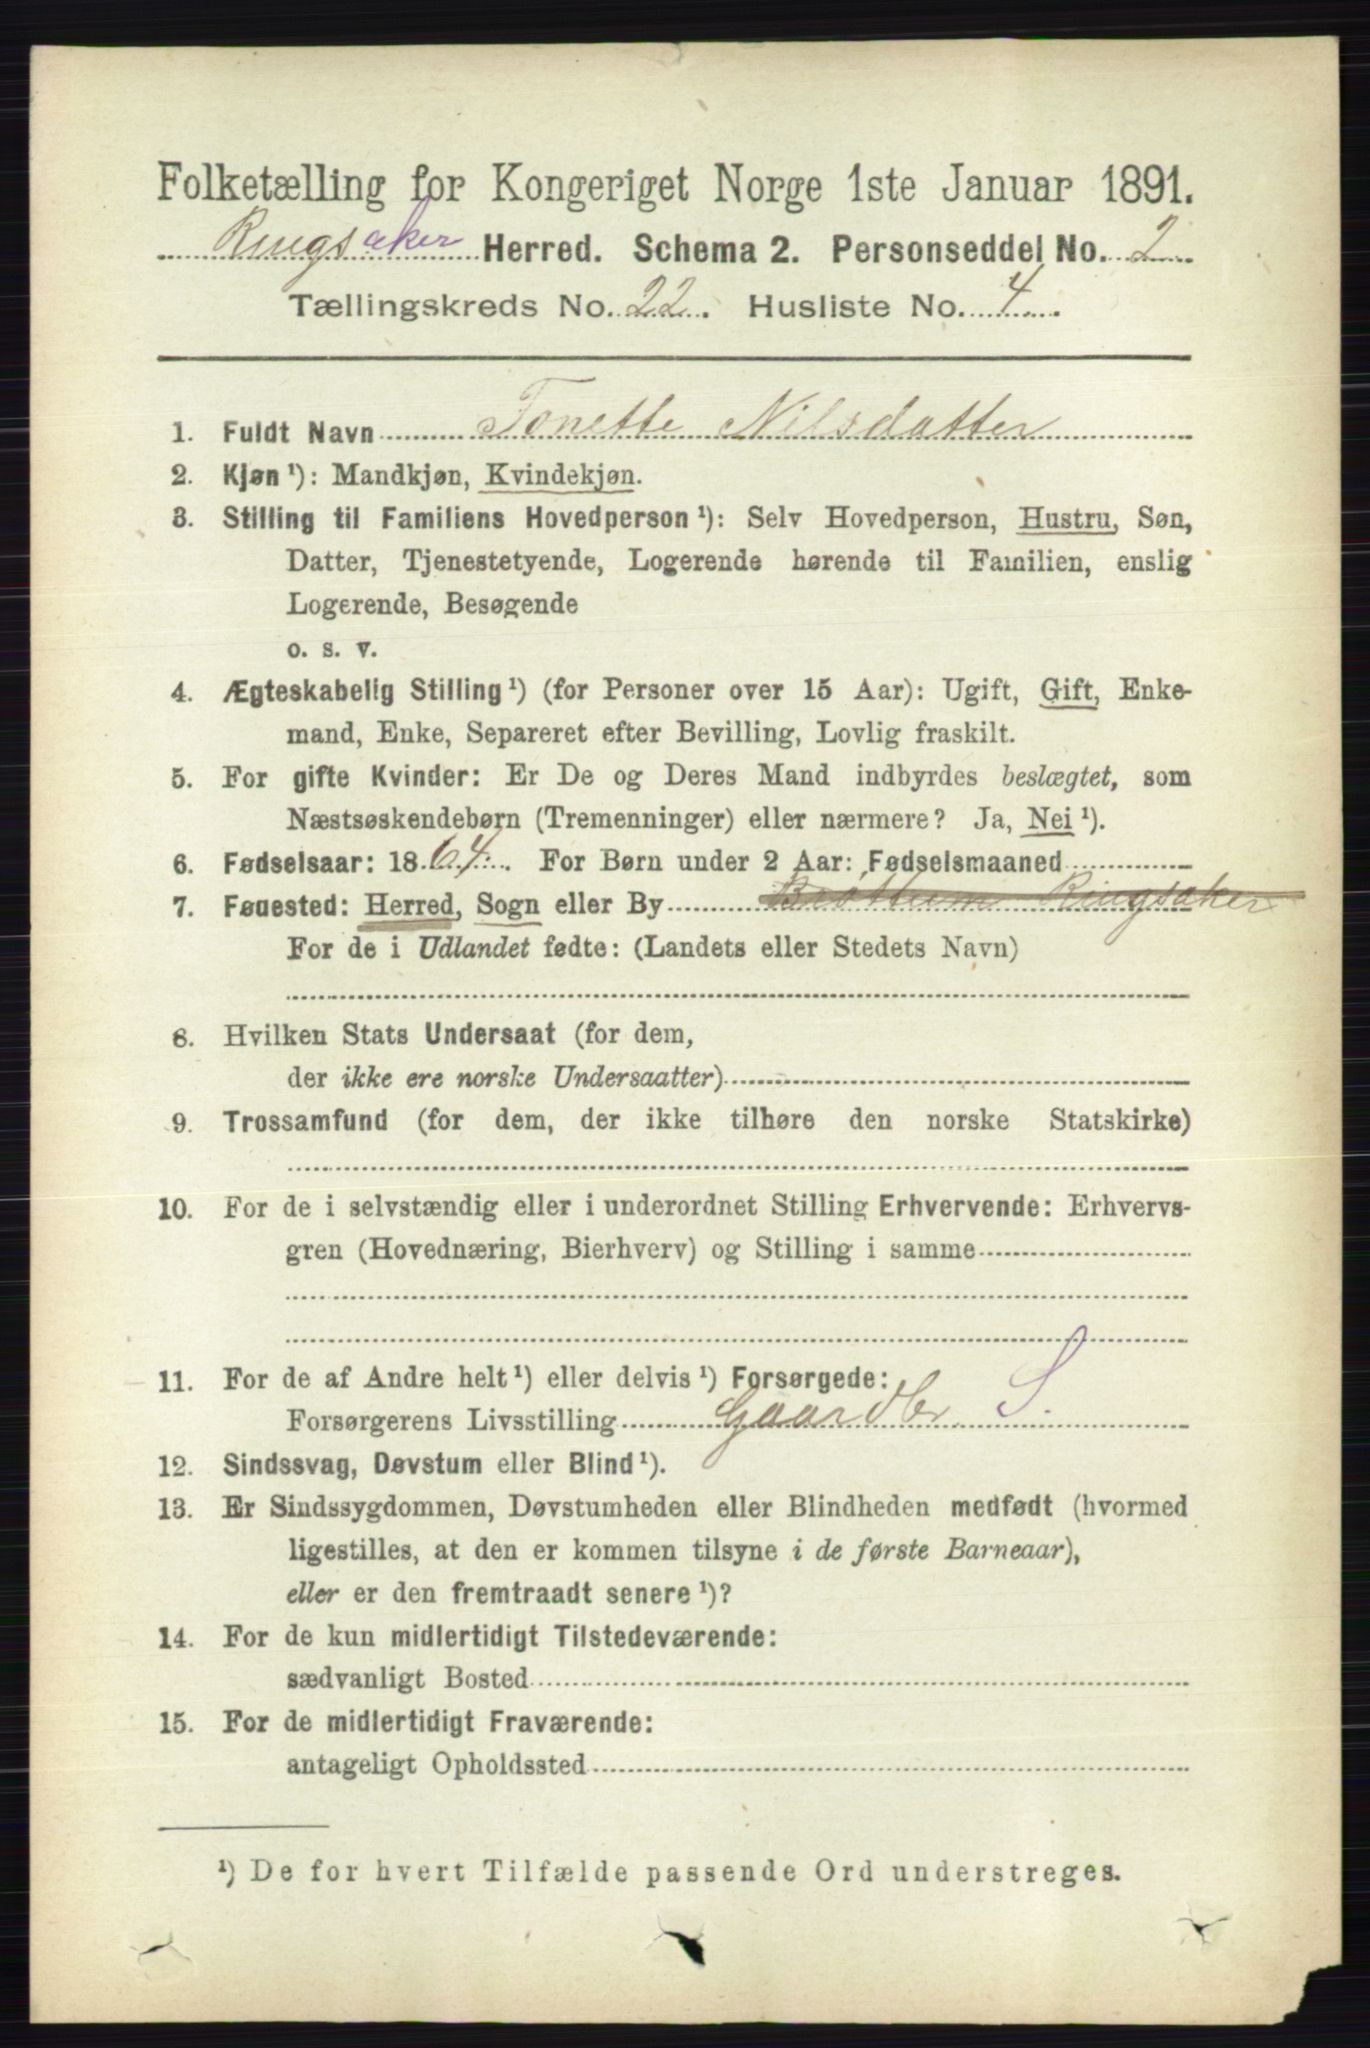 Folketælling for Kongeriget Norge 1ste Januar 1891.
Ringsaker Herred. Schema 2. Personseddel No. 2
Tællingskreds No. 22. Husliste No. 4.
1. Fuldt Navn Tonette Nilsdatter
2. Kjøn ¹): Mandkjøn, Kvindekjøn.
3. Stilling til Familiens Hovedperson ¹): Selv Hovedperson, Hustru, Søn,
Datter, Tjenestetyende, Logerende hørende til Familien, enslig
Logerende, Besøgende
o. s. v.
4. Ægteskabelig Stilling ¹) (for Personer over 15 Aar): Ugift, Gift, Enke-
mand, Enke, Separeret efter Bevilling, Lovlig fraskilt.
5. For gifte Kvinder: Er De og Deres Mand indbyrdes beslægtet, som
Næstsøskendebørn (Tremenninger) eller nærmere? Ja, Nei ¹).
6. Fødselsaar: 1864. For Børn under 2 Aar: Fødselsmaaned
7. Føuested: Herred, Sogn eller By Brøttum Ringsaker
For de i Udlandet fødte: (Landets eller Stedets Navn)
8. Hvilken Stats Undersaat (for dem,
der ikke ere norske Undersaatter)
9. Trossamfund (for dem, der ikke tilhøre den norske Statskirke)
10. For de i selvstændig eller i underordnet Stilling Erhvervende: Erhvervs-
gren (Hovednæring, Bierhverv) og Stilling i samme
11. For de af Andre helt ¹) eller delvis ¹) Forsørgede:
Forsørgerens Livsstilling Gaardbr. S.
12. Sindssvag, Døvstum eller Blind ¹).
13. Er Sindssygdommen, Døvstumheden eller Blindheden medfødt (hvormed
ligestilles, at den er kommen tilsyne i de første Barneaar),
eller er den fremtraadt senere ¹)?
14. For de kun midlertidigt Tilstedeværende:
sædvanligt Bosted
15. For de midlertidigt Fraværende:
antageligt Opholdssted
¹) De for hvert Tilfælde passende Ord understreges.